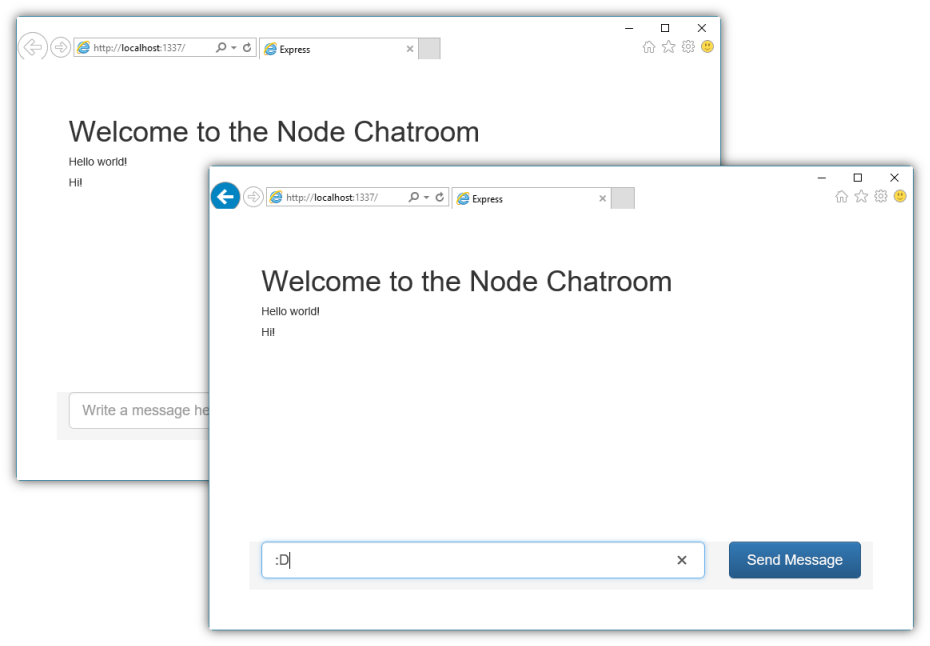 http://localhost:1337/
Express
Welcome to the Node Chatroom
Hello world!
Hi!
Write a message he
http://localhost:1337/
Express
Welcome to the Node Chatroom
Hello world!
Hi!
:D
Send Message